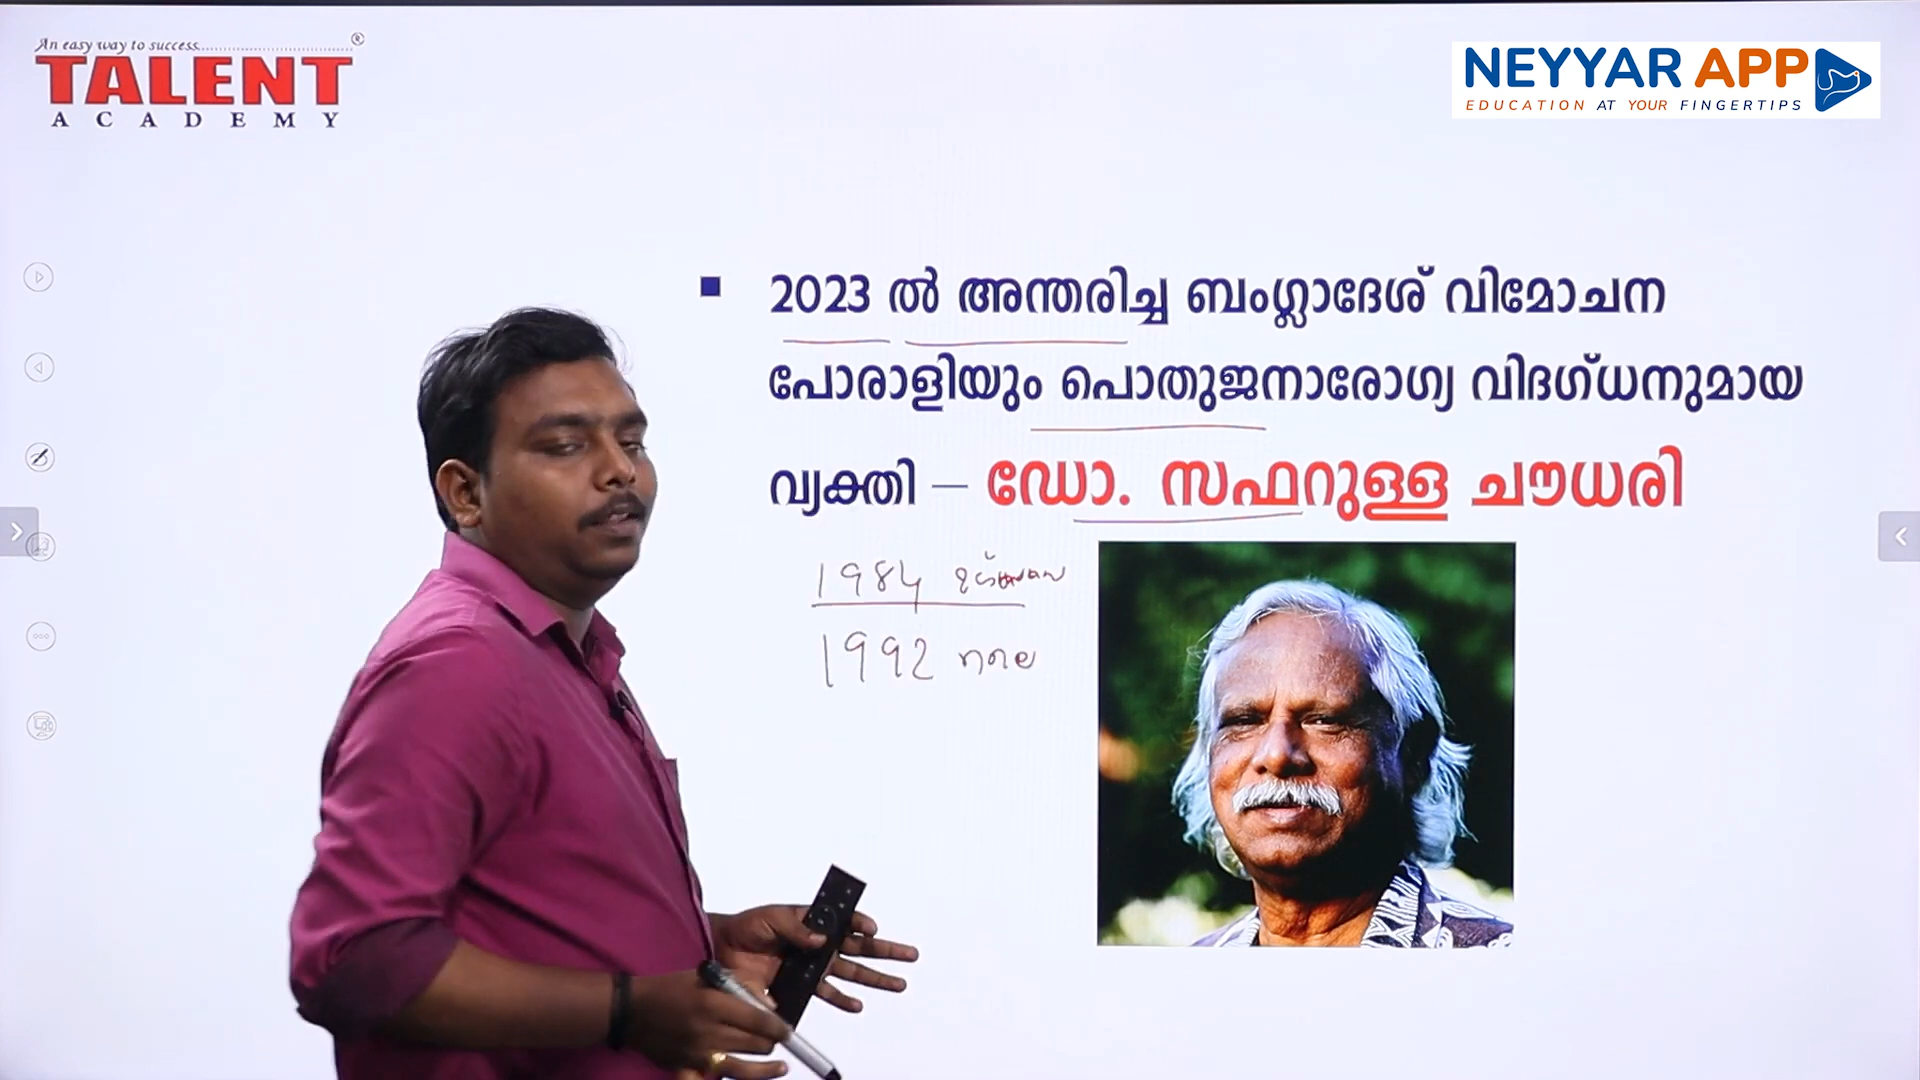 An easy way to success
TALENT
ACADEMY
NEYYAR APP
EDUCATION AT YOUR FINGERTIPS
2023 ൽ അന്തരിച്ച ബംഗ്ലാദേശ് വിമോചന
പോരാളിയും പൊതുജനാരോഗ്യ വിദഗ്ധനുമായ
വ്യക്തി – ഡോ. സഫറുള്ള ചൗധരി
1984
1992